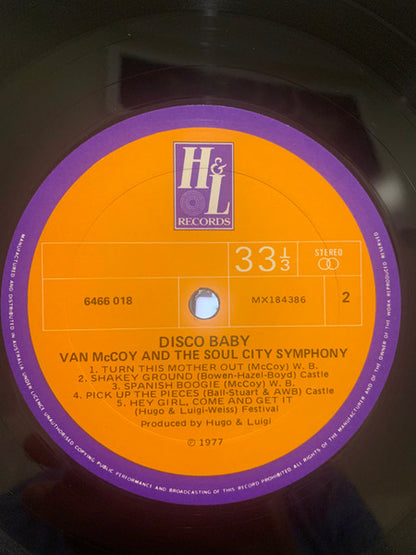 H&L
RECORDS
33 1/3
STEREO
6466 018
MX184386
2
DISCO BABY
VAN McCOY AND THE SOUL CITY SYMPHONY
1. TURN THIS MOTHER OUT (McCoy) W. B.
2. SHAKEY GROUND (Bowen-Hazel-Boyd) Castle
3. SPANISH BOOGIE (McCoy) W. B.
4. PICK UP THE PIECES (Ball-Stuart & AWB) Castle
5. HEY GIRL, COME AND GET IT
(Hugo & Luigi-Weiss) Festival
Produced by Hugo & Luigi
℗ 1977
MANUFACTURED AND DISTRIBUTED IN AUSTRALIA UNDER LICENCE UNAUTHORISED COPYING PUBLIC PERFORMANCE AND BROADCASTING OF THIS RECORD PROHIBITED ALL RIGHTS OF THE MANUFACTURER AND OF THE OWNER OF THE WORK REPRODUCED RESERVED